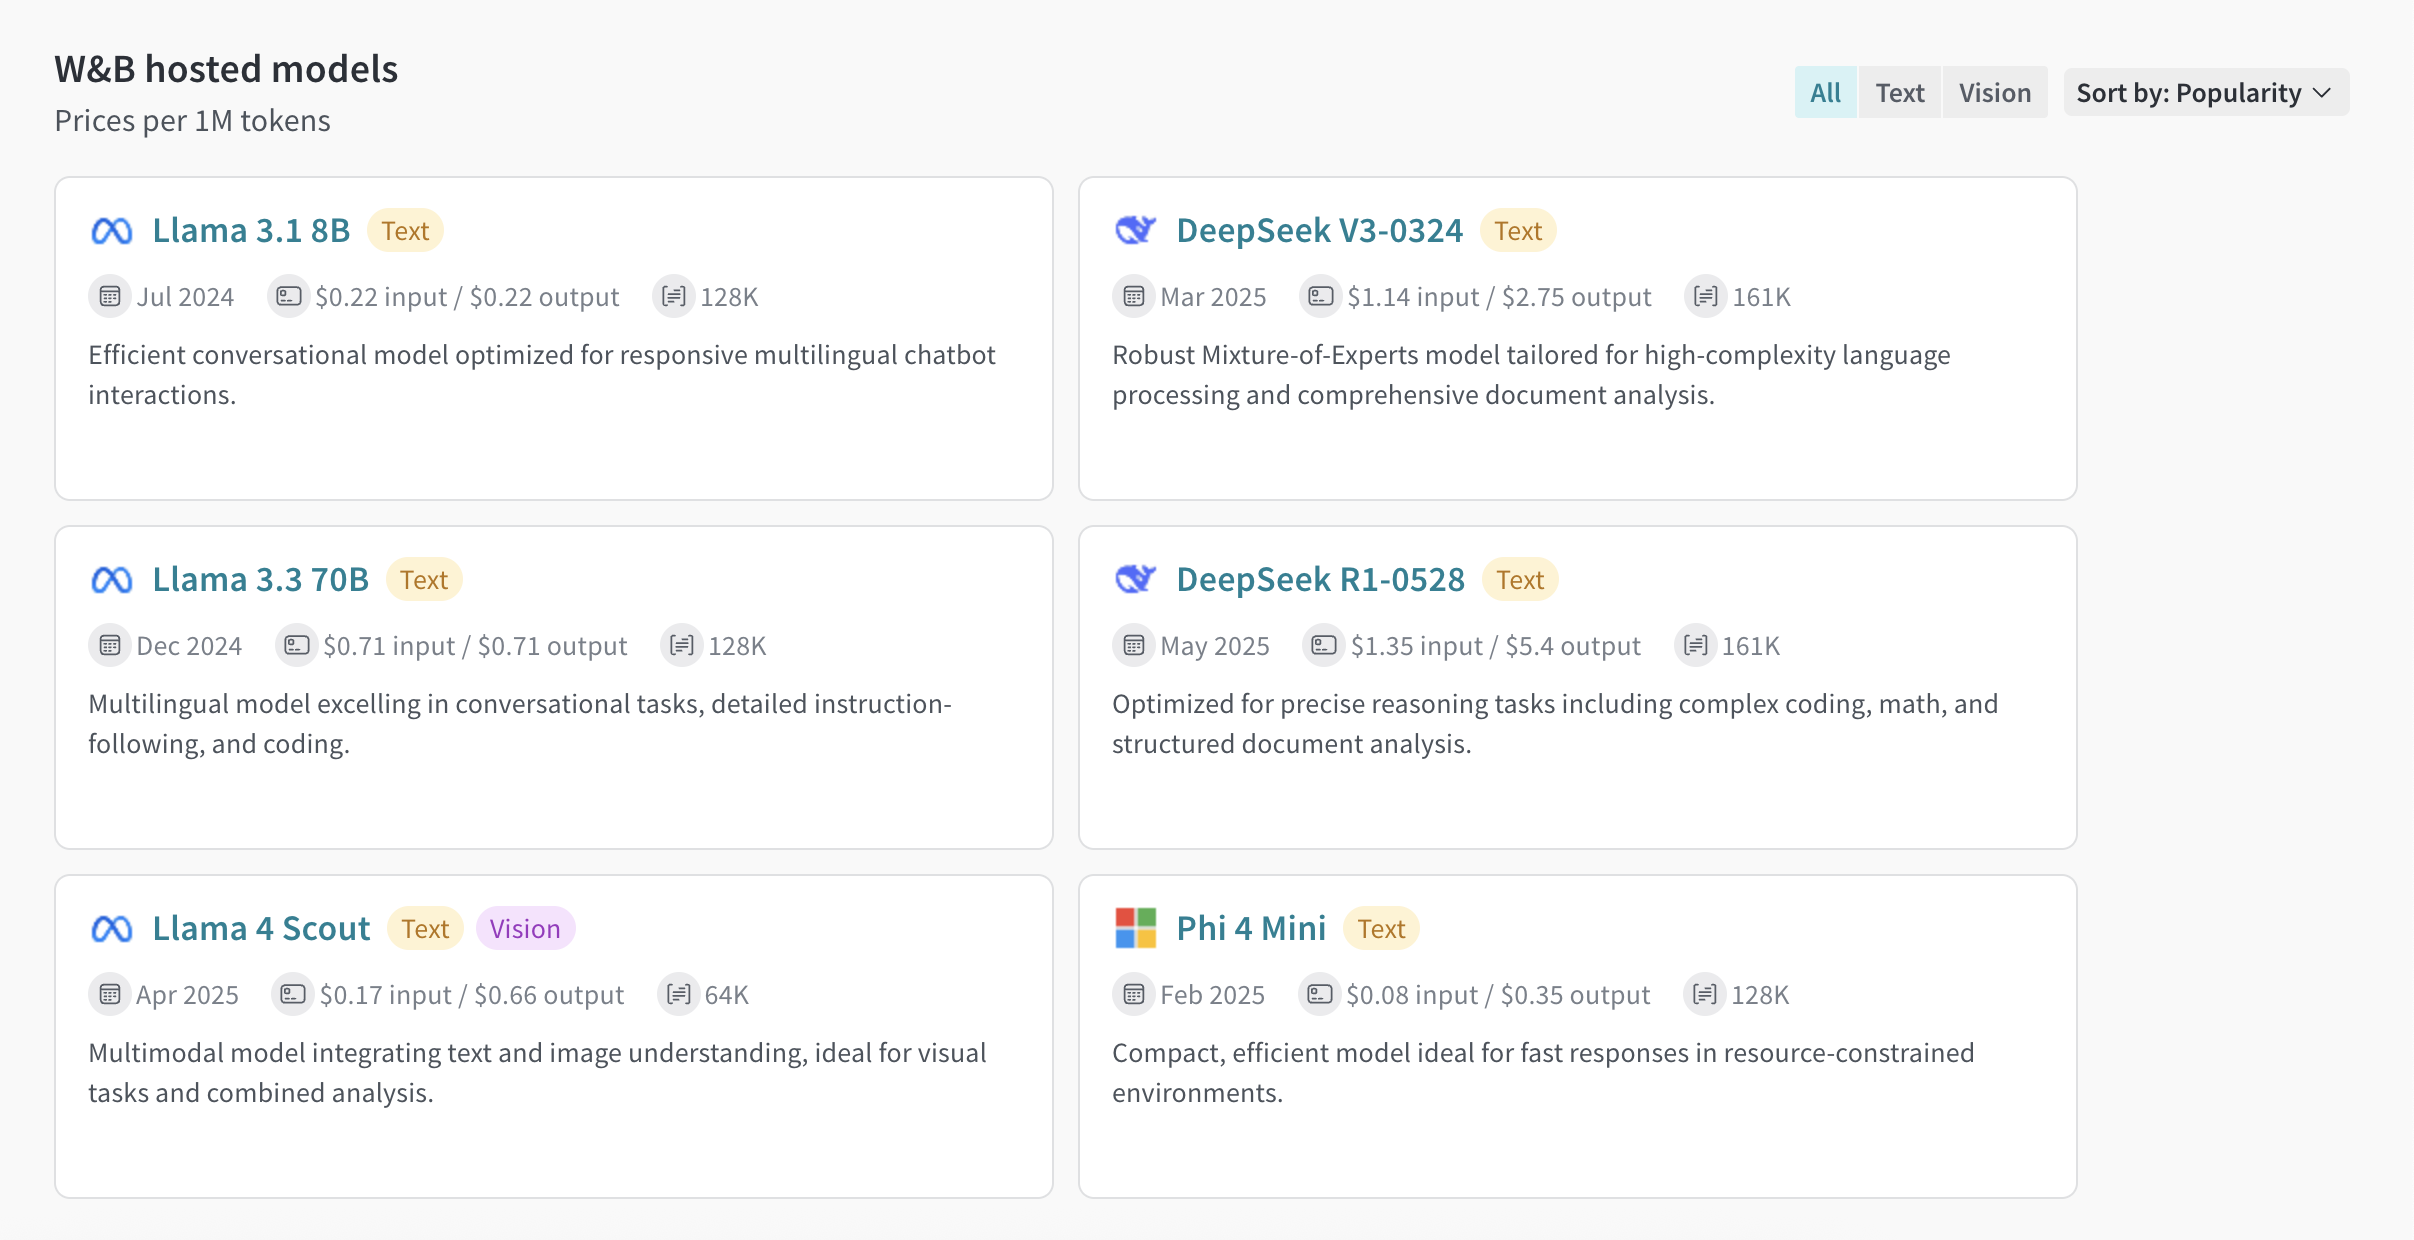 W&B hosted models
Prices per 1M tokens
All Text Vision Sort by: Popularity
Llama 3.1 8B Text
Jul 2024 $0.22 input / $0.22 output 128K
Efficient conversational model optimized for responsive multilingual chatbot
interactions.
DeepSeek V3-0324 Text
Mar 2025 $1.14 input / $2.75 output 161K
Robust Mixture-of-Experts model tailored for high-complexity language
processing and comprehensive document analysis.
Llama 3.3 70B Text
Dec 2024 $0.71 input / $0.71 output 128K
Multilingual model excelling in conversational tasks, detailed instruction-
following, and coding.
DeepSeek R1-0528 Text
May 2025 $1.35 input / $5.4 output 161K
Optimized for precise reasoning tasks including complex coding, math, and
structured document analysis.
Llama 4 Scout Text Vision
Apr 2025 $0.17 input / $0.66 output 64K
Multimodal model integrating text and image understanding, ideal for visual
tasks and combined analysis.
Phi 4 Mini Text
Feb 2025 $0.08 input / $0.35 output 128K
Compact, efficient model ideal for fast responses in resource-constrained
environments.